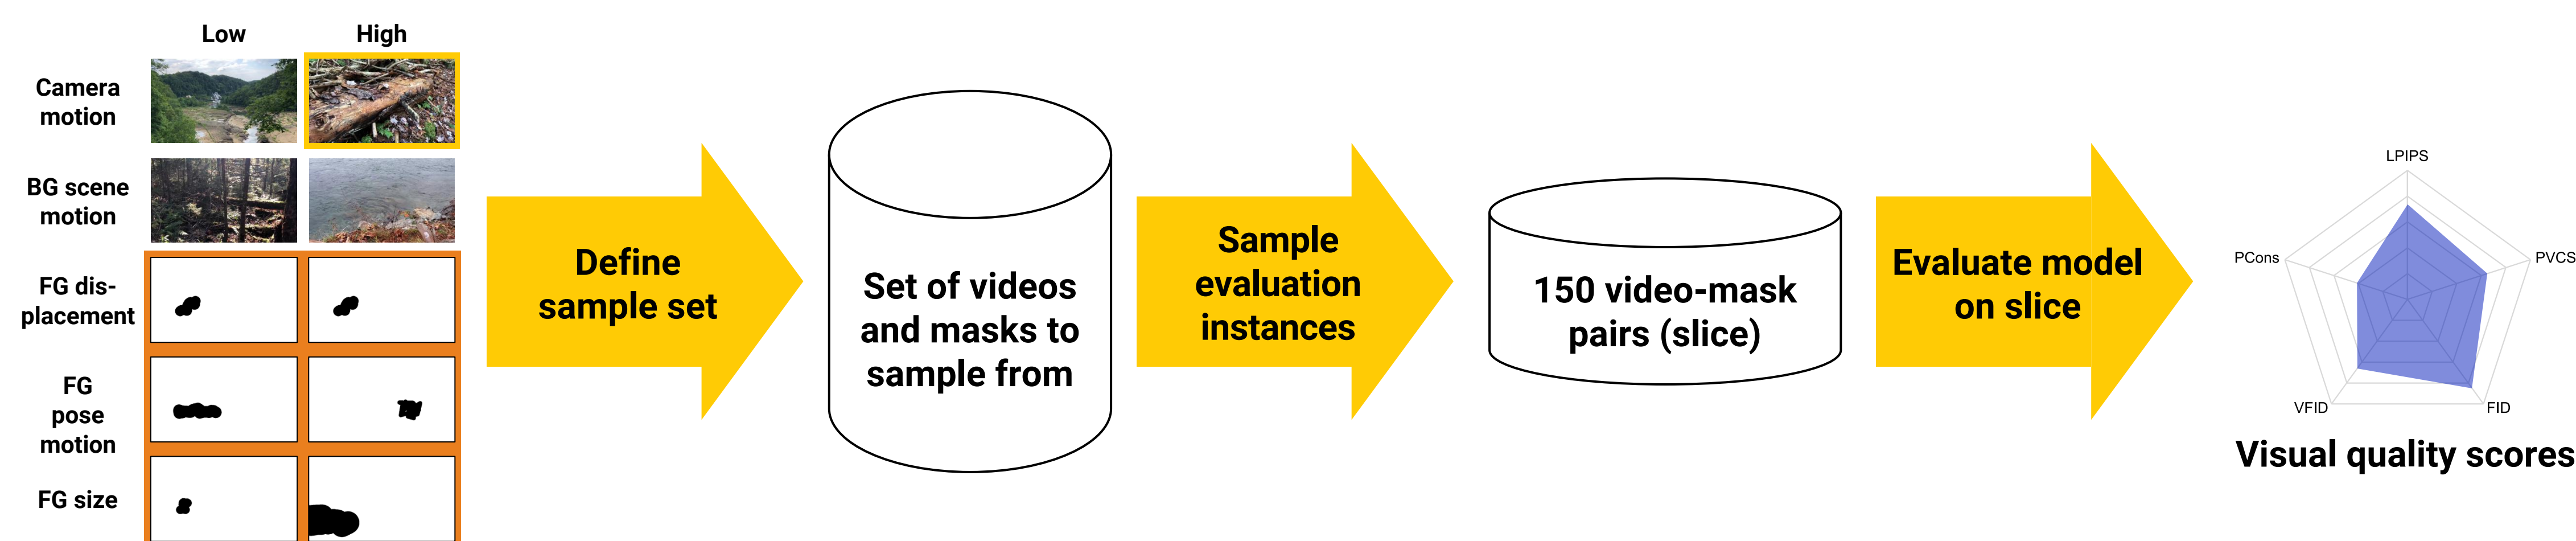 Low
High
Camera
motion
BG scene
motion
FG dis-
placement
FG
pose
motion
FG size
Define
sample set
Set of videos
and masks to
sample from
Sample
evaluation
instances
150 video-mask
pairs (slice)
Evaluate model
on slice
LPIPS
PCons
PVCS
VFID
FID
Visual quality scores